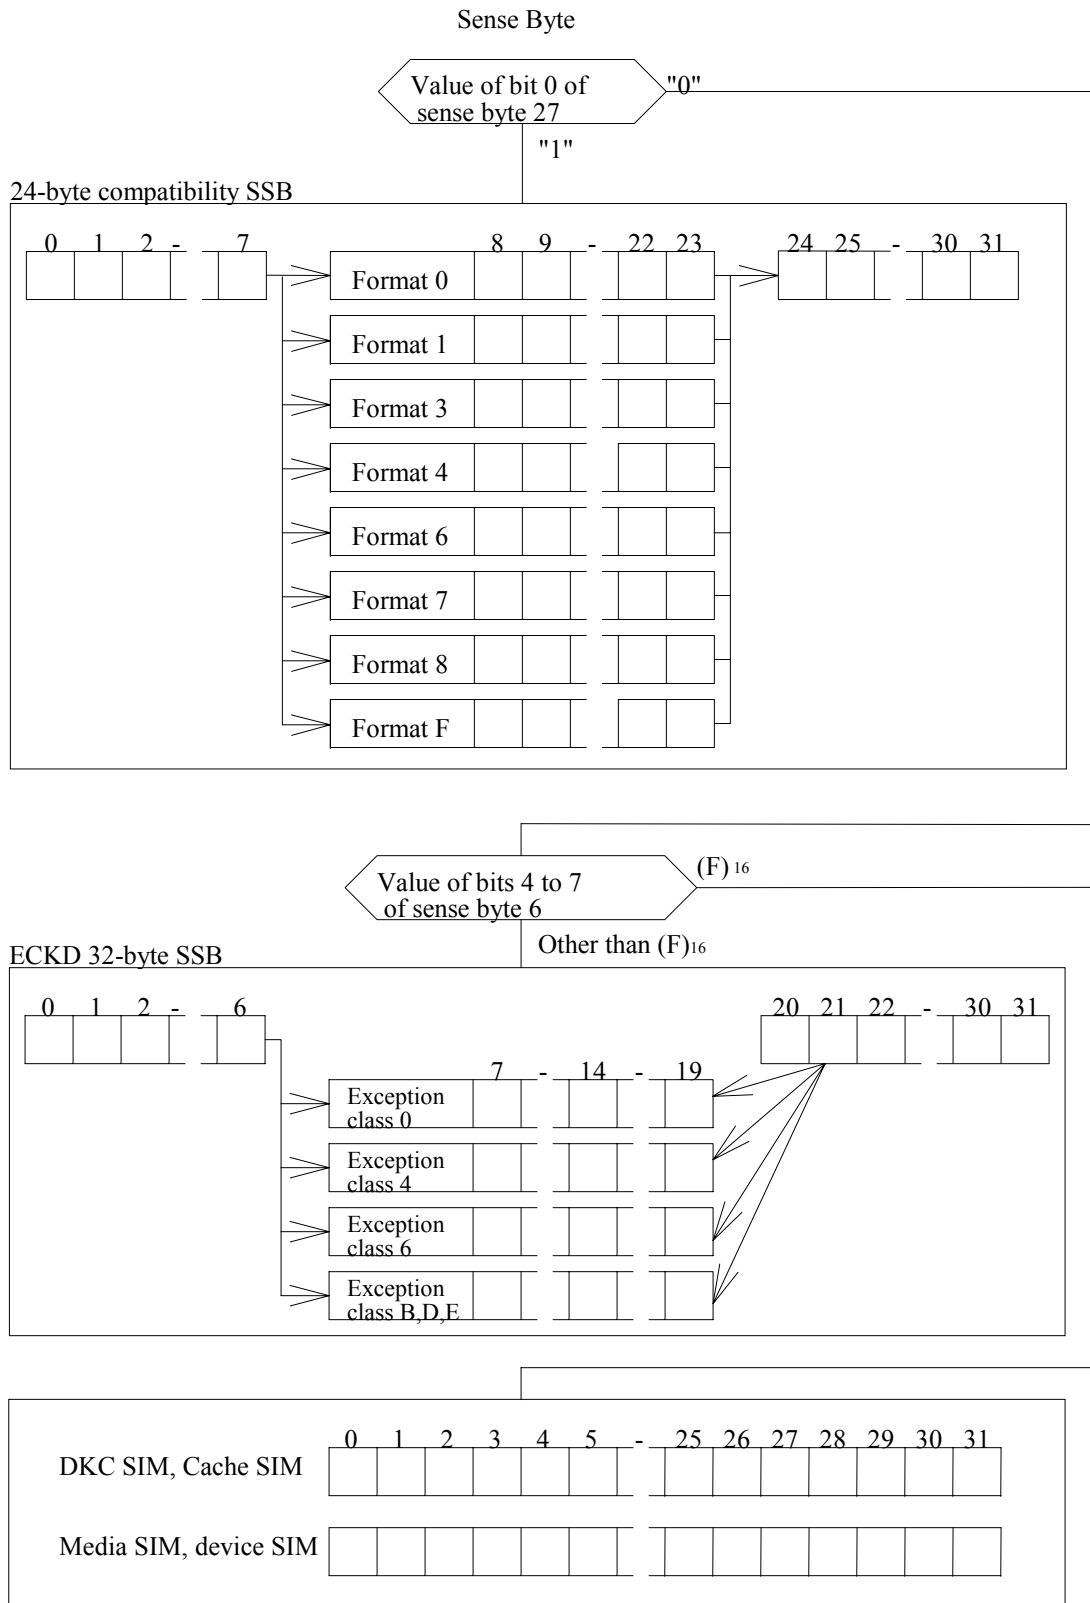 Sense Byte
Value of bit 0 of "0"
sense byte 27
"1"
24-byte compatibility SSB
0 1 2 - 7 8 9 - 22 23 24 25 - 30 31
Format 0
Format 1
Format 3
Format 4
Format 6
Format 7
Format 8
Format F
Value of bits 4 to 7 (F) 16
of sense byte 6
Other than (F)16
ECKD 32-byte SSB
0 1 2 - 6 20 21 22 - 30 31
7 - 14 - 19
Exception
class 0
Exception
class 4
Exception
class 6
Exception
class B,D,E
0 1 2 3 4 5 - 25 26 27 28 29 30 31
DKC SIM, Cache SIM
Media SIM, device SIM